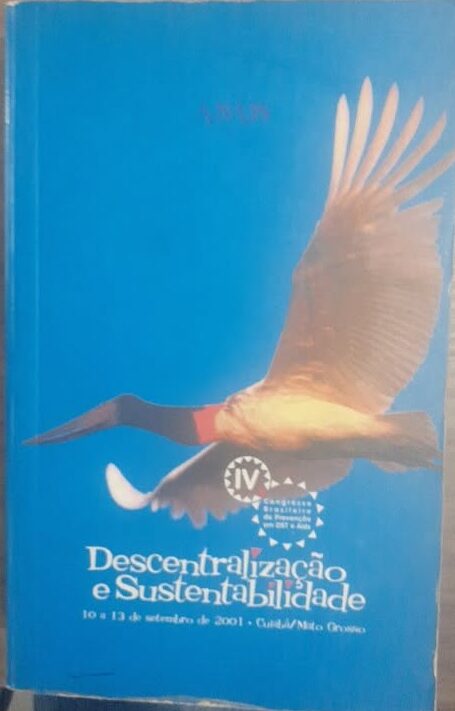 IV
Congresso
Brasileiro
de Prevenção
em DST e Aids
Descentralização
e Sustentabilidade
10 a 13 de setembro de 2001 • Cuiabá/Mato Grosso